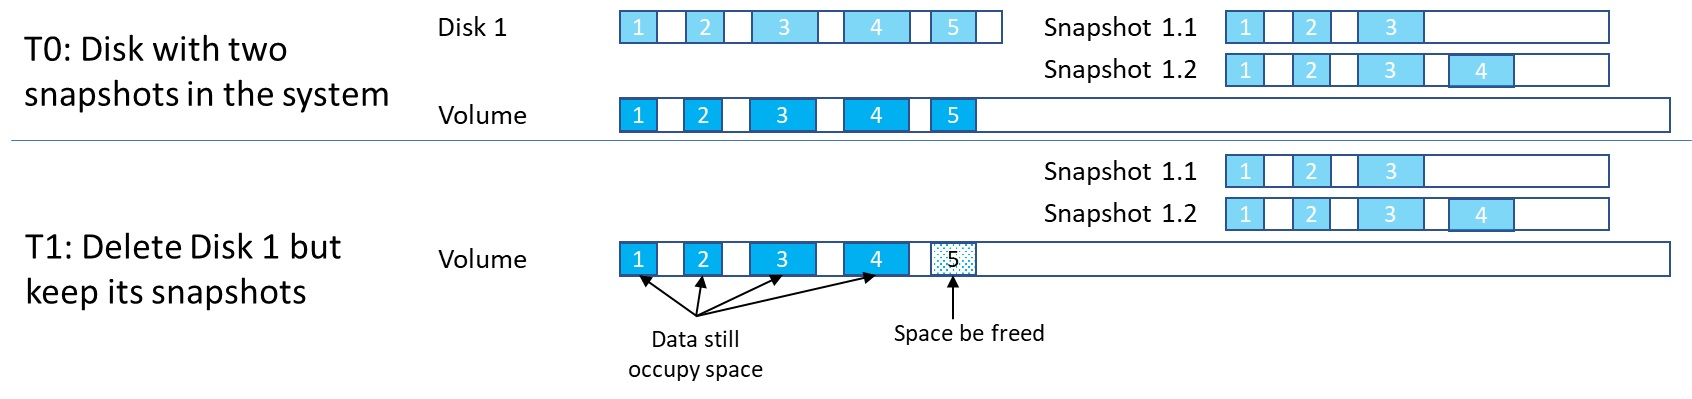 T0: Disk with two
snapshots in the system
Disk 1
1 2 3 4 5
Snapshot 1.1
1 2 3
Snapshot 1.2
1 2 3 4
Volume
1 2 3 4 5
T1: Delete Disk 1 but
keep its snapshots
Snapshot 1.1
1 2 3
Snapshot 1.2
1 2 3 4
Volume
1 2 3 4 5
Data still
occupy space
Space be freed